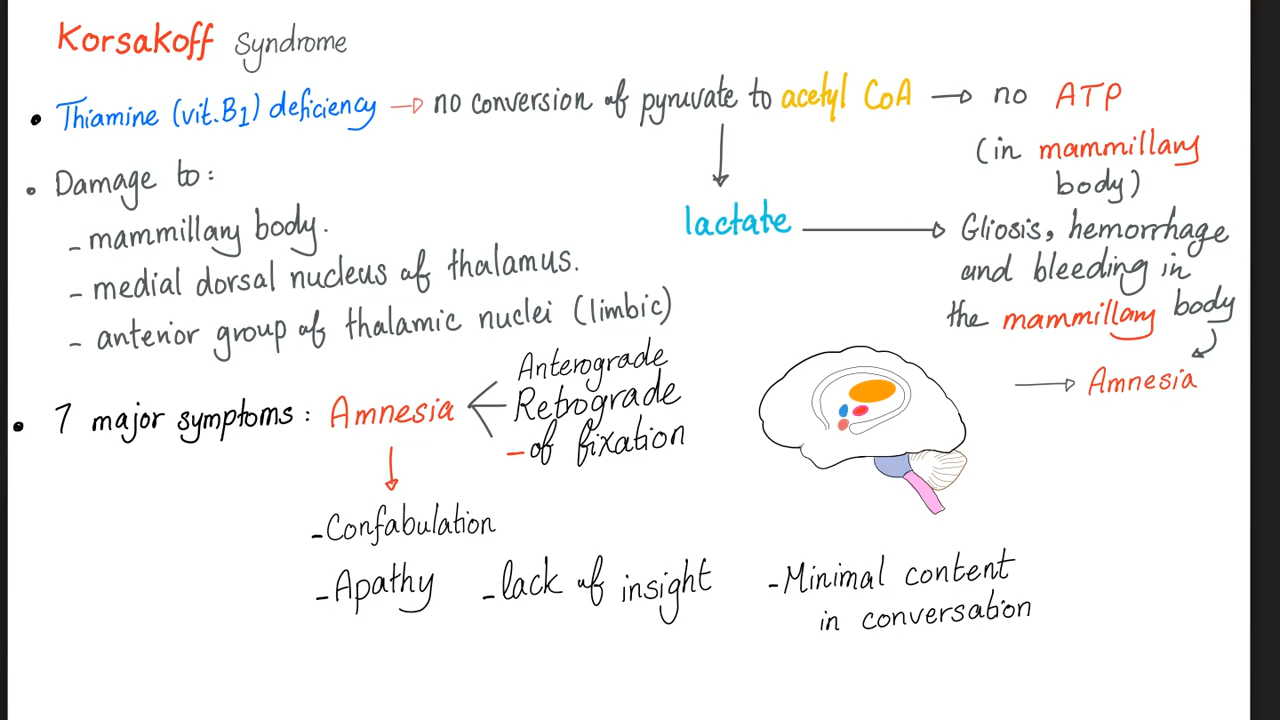 Korsakoff Syndrome
• Thiamine (vit.B1) deficiency → no conversion of pyruvate to acetyl CoA → no ATP
(in mammillary
body)
• Damage to:
- mammillary body.
- medial dorsal nucleus of thalamus.
- anterior group of thalamic nuclei (limbic)
lactate → Gliosis, hemorrhage
and bleeding in
the mammillary body
→ Amnesia
• 7 major symptoms: Amnesia
Anterograde
Retrograde
- of fixation
- Confabulation
- Apathy - lack of insight - Minimal content
in conversation